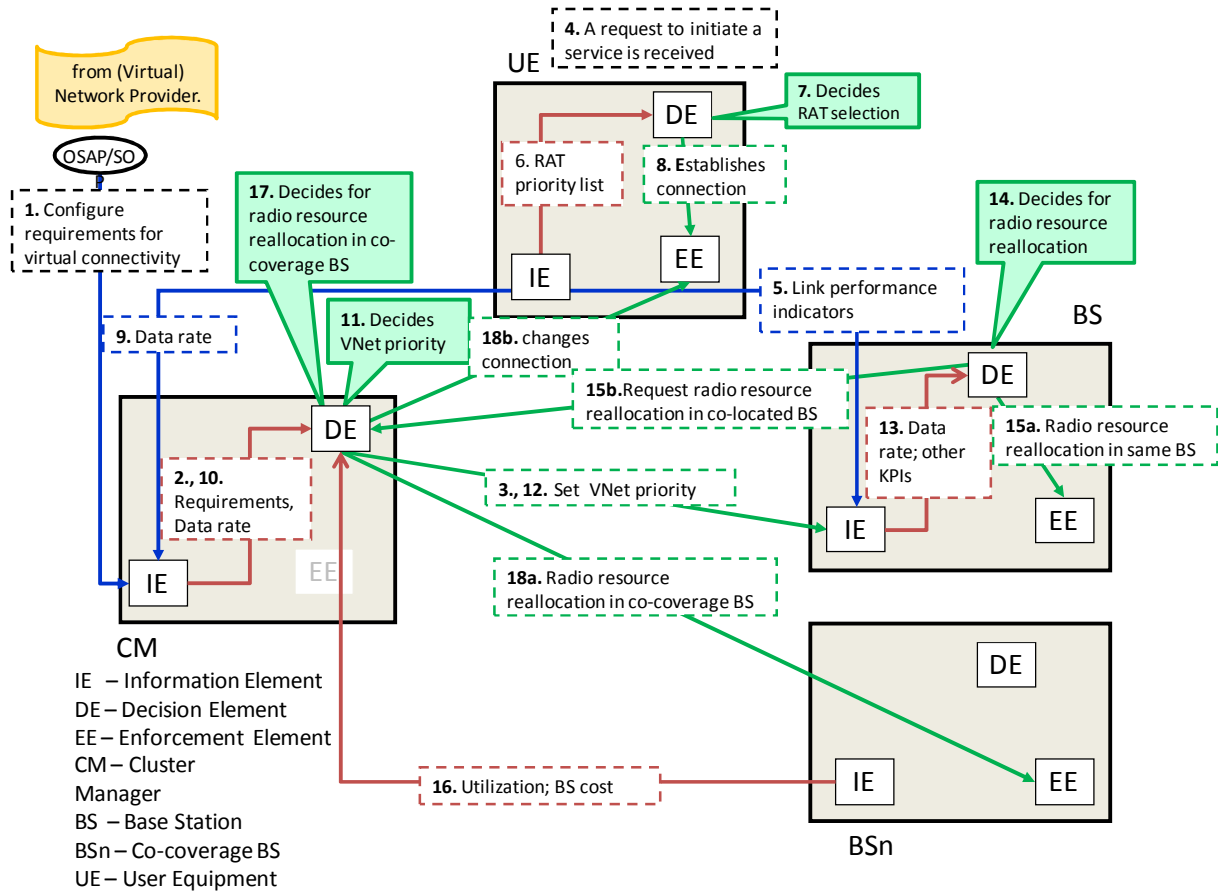 4. A request to initiate a
service is received
from (Virtual)
Network Provider.
OSAP/SO
P
UE
DE
7. Decides
RAT selection
6. RAT
priority list
8. Establishes
connection
IE
EE
1. Configure
requirements for
virtual connectivity
17. Decides for
radio resource
reallocation in co-
coverage BS
14. Decides for
radio resource
reallocation
5. Link performance
indicators
BS
9. Data rate
11. Decides
VNet priority
18b. changes
connection
15b.Request radio resource
reallocation in co-located BS
DE
DE
13. Data
rate; other
KPIs
15a. Radio resource
reallocation in same BS
2., 10.
Requirements,
Data rate
3., 12. Set VNet priority
IE
EE
IE
EE
18a. Radio resource
reallocation in co-coverage BS
CM
DE
IE
EE
16. Utilization; BS cost
BSn
IE – Information Element
DE – Decision Element
EE – Enforcement Element
CM – Cluster
Manager
BS – Base Station
BSn – Co-coverage BS
UE – User Equipment